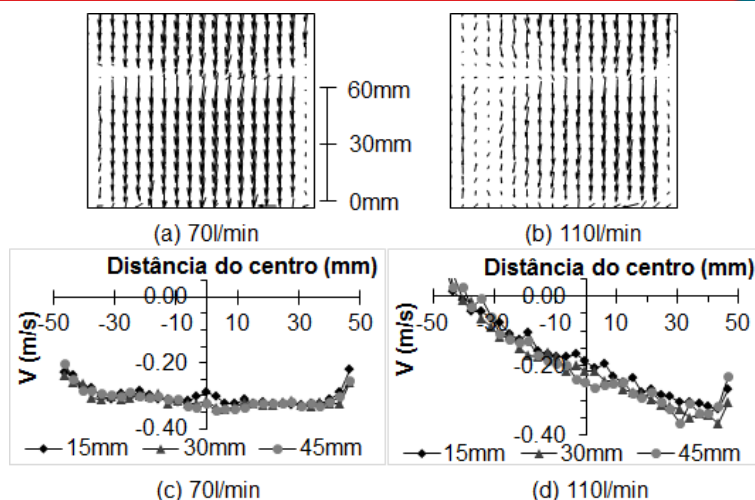 60mm
30mm
0mm
(a) 70l/min
(b) 110l/min
Distância do centro (mm)
0.00
-50 -30 -10 10 30 50
-0.20
-0.40
V (m/s)
15mm 30mm 45mm
(c) 70l/min
Distância do centro (mm)
0.00
-50 -30 -10 10 30 50
-0.20
-0.40
V (m/s)
15mm 30mm 45mm
(d) 110l/min